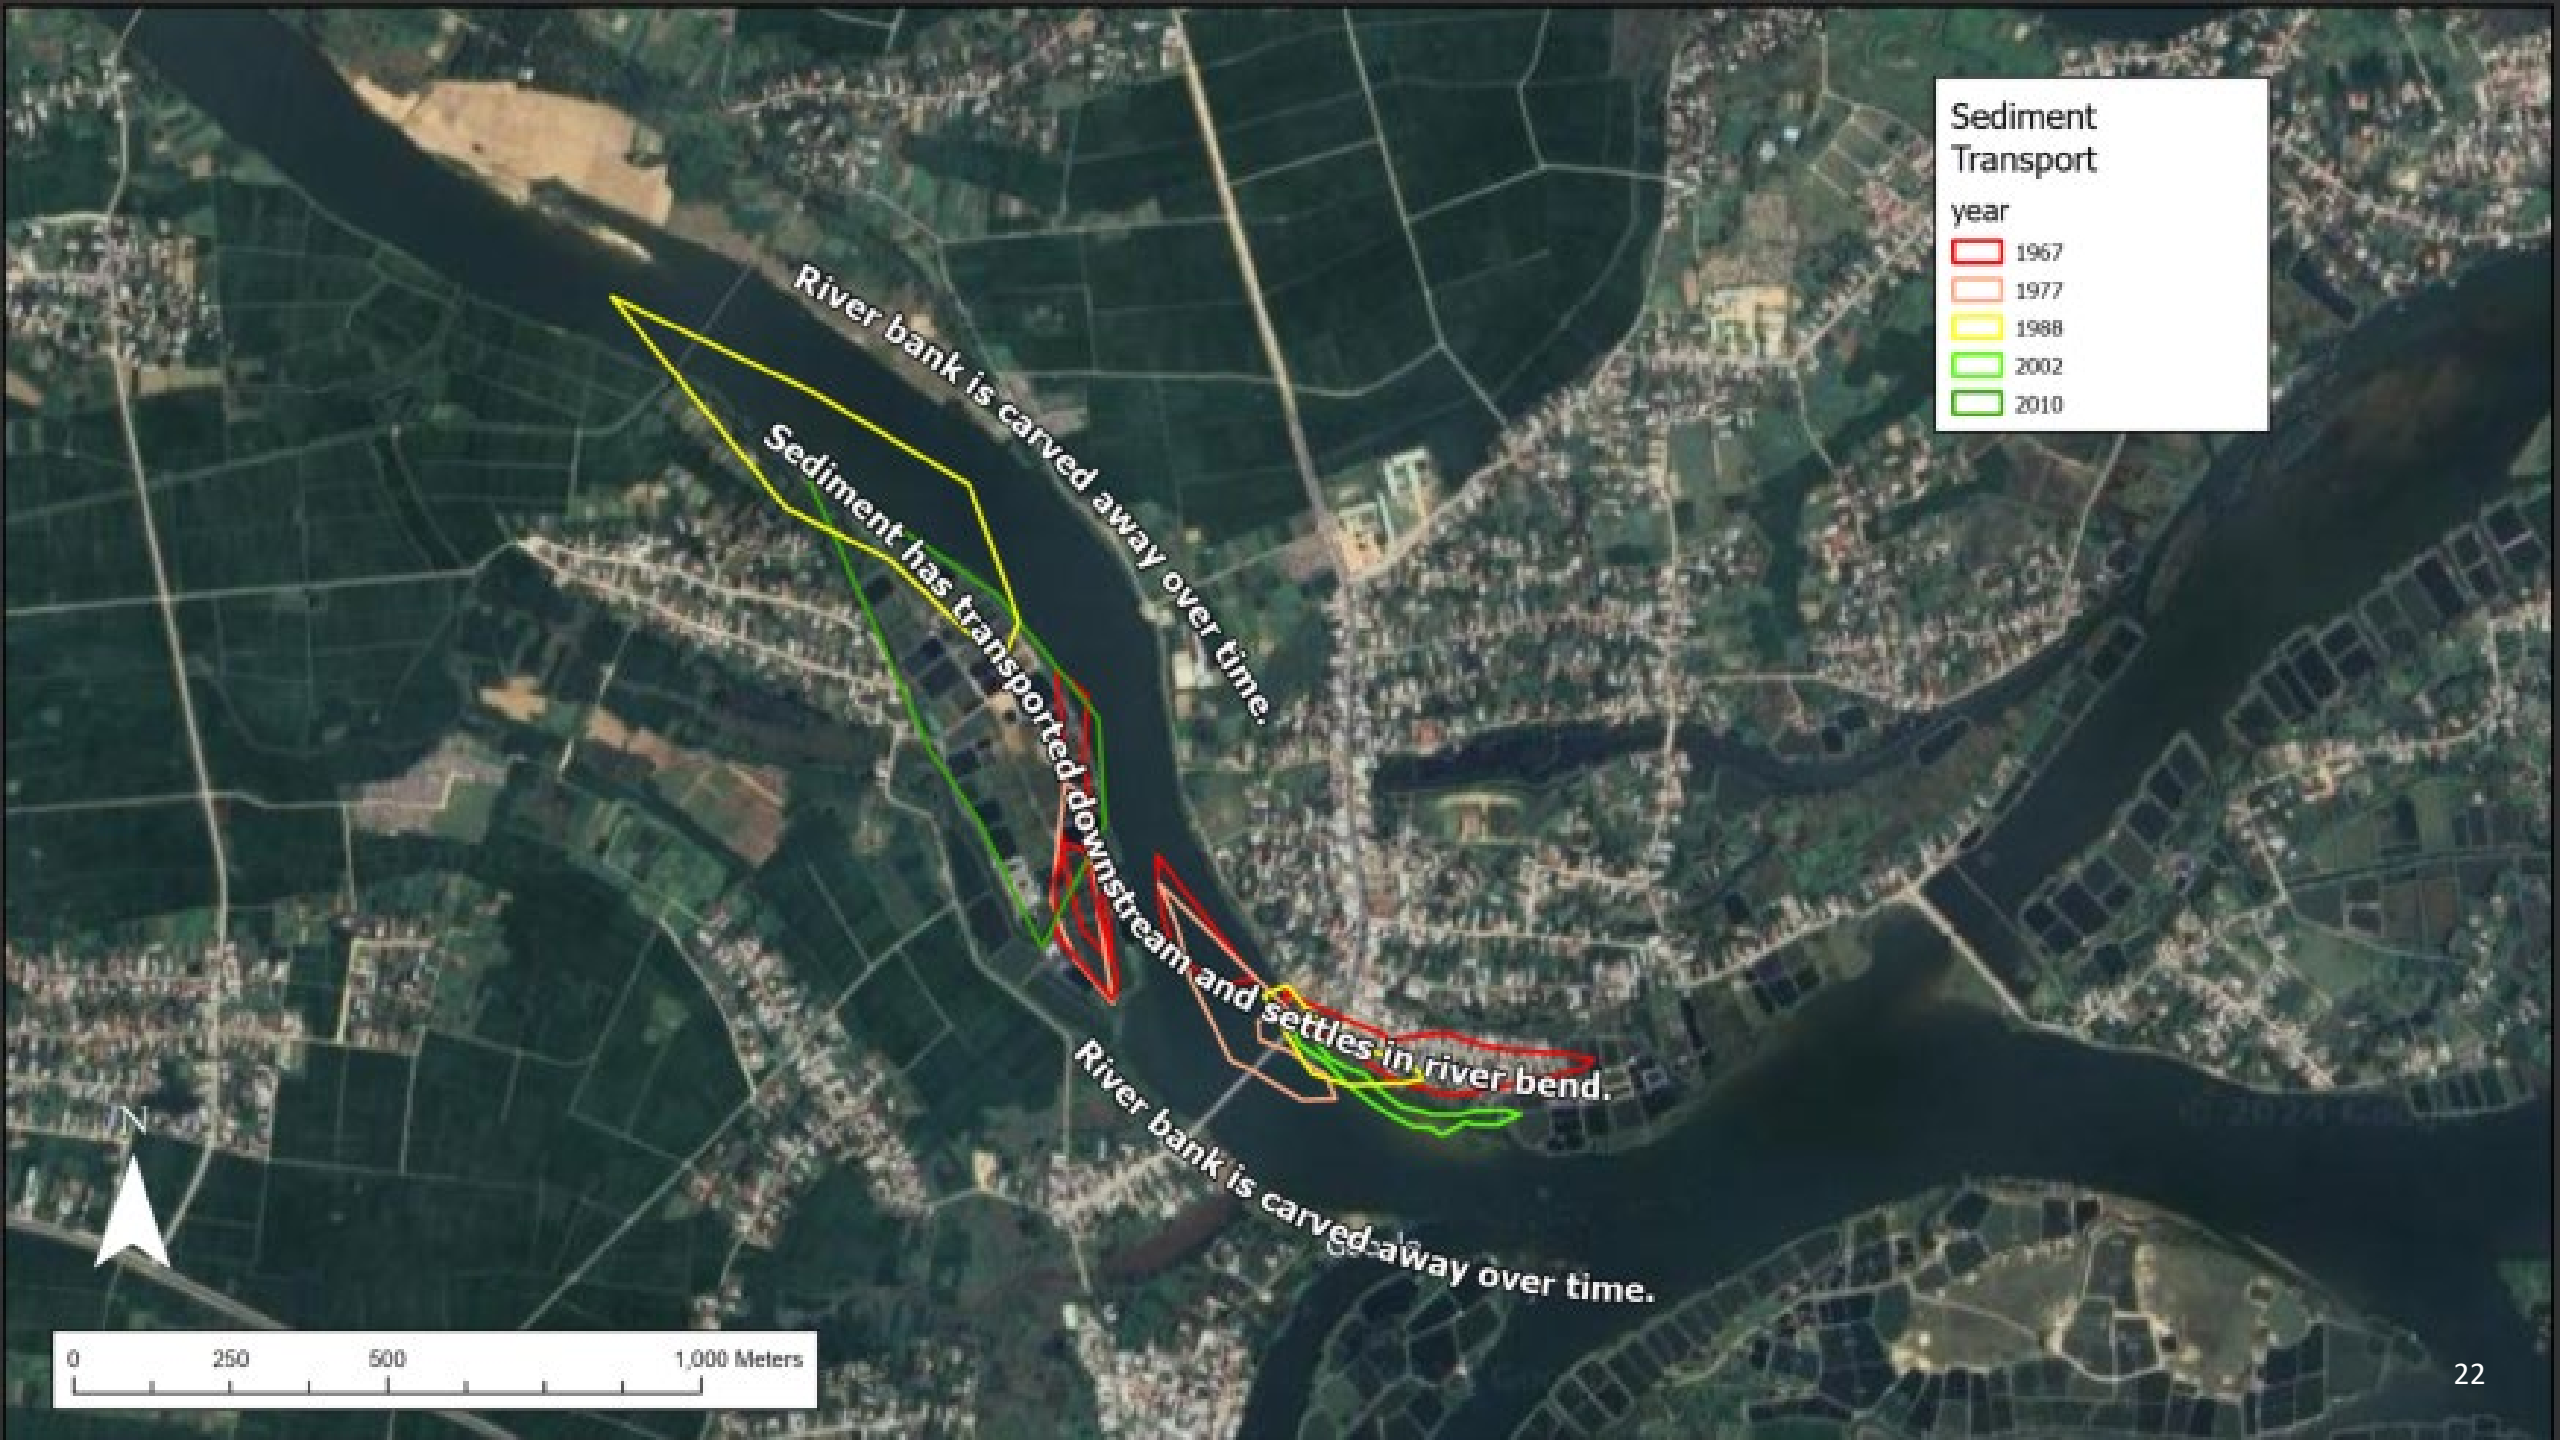 Sediment
Transport
year
1967
1977
1988
2002
2010
River bank is carved away over time.
Sediment has transported downstream and settles in river bend.
River bank is carved away over time.
N
0 250 500 1,000 Meters
22